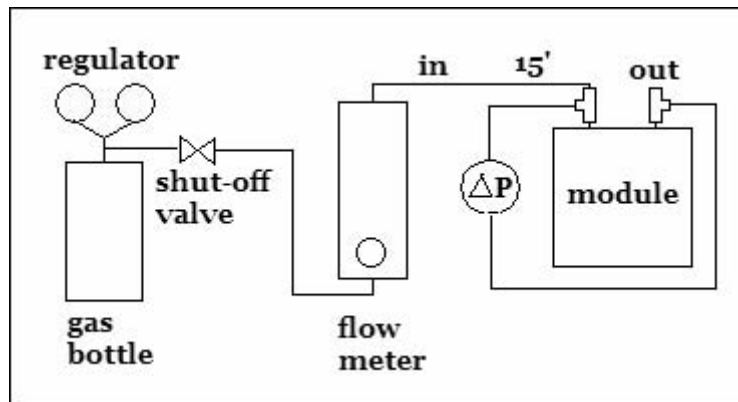 regulator
in 15' out
shut-off
valve
ΔP
module
gas
bottle
flow
meter